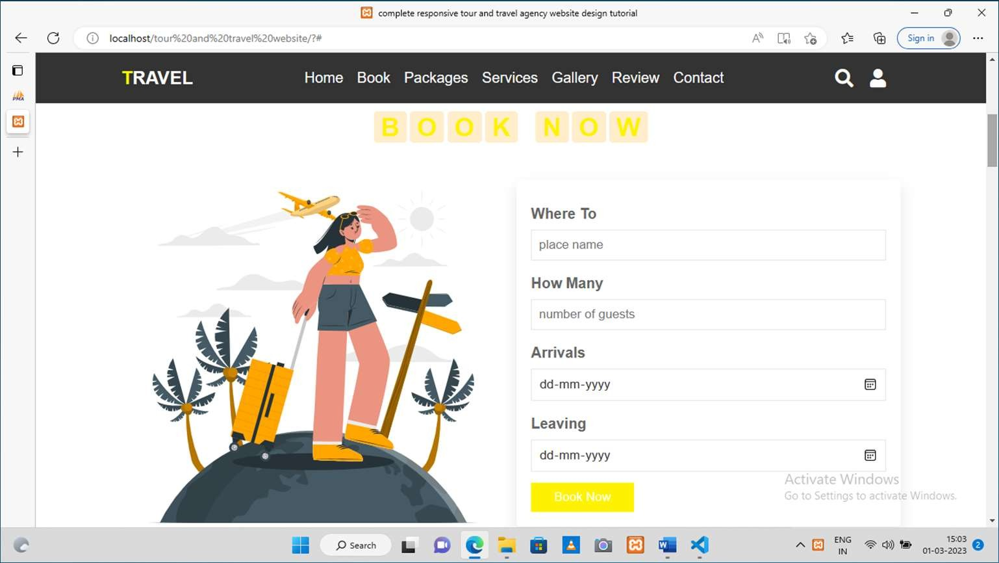 complete responsive tour and travel agency website design tutorial
localhost/tour%20and%20travel%20website/?#
Sign in
PMA
TRAVEL
Home Book Packages Services Gallery Review Contact
BOOK NOW
Where To
place name
How Many
number of guests
Arrivals
dd-mm-yyyy
Leaving
dd-mm-yyyy
Book Now
Activate Windows
Go to Settings to activate Windows.
Search
ENG
IN
15:03
01-03-2023
2